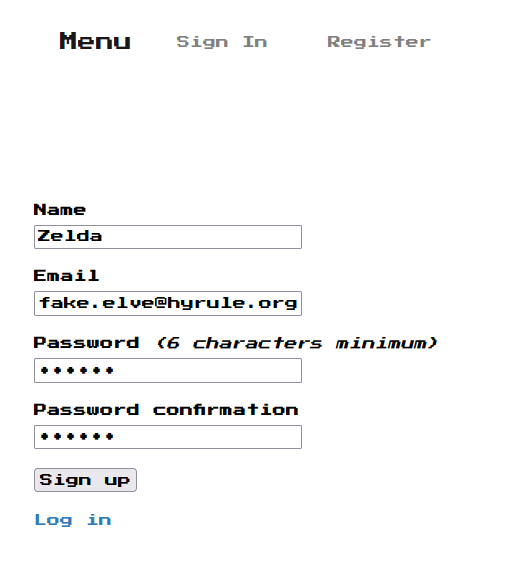 Menu Sign In Register
Name
Zelda
Email
fake.elve@hyrule.org
Password (6 characters minimum)
••••••
Password confirmation
••••••
Sign up
Log in